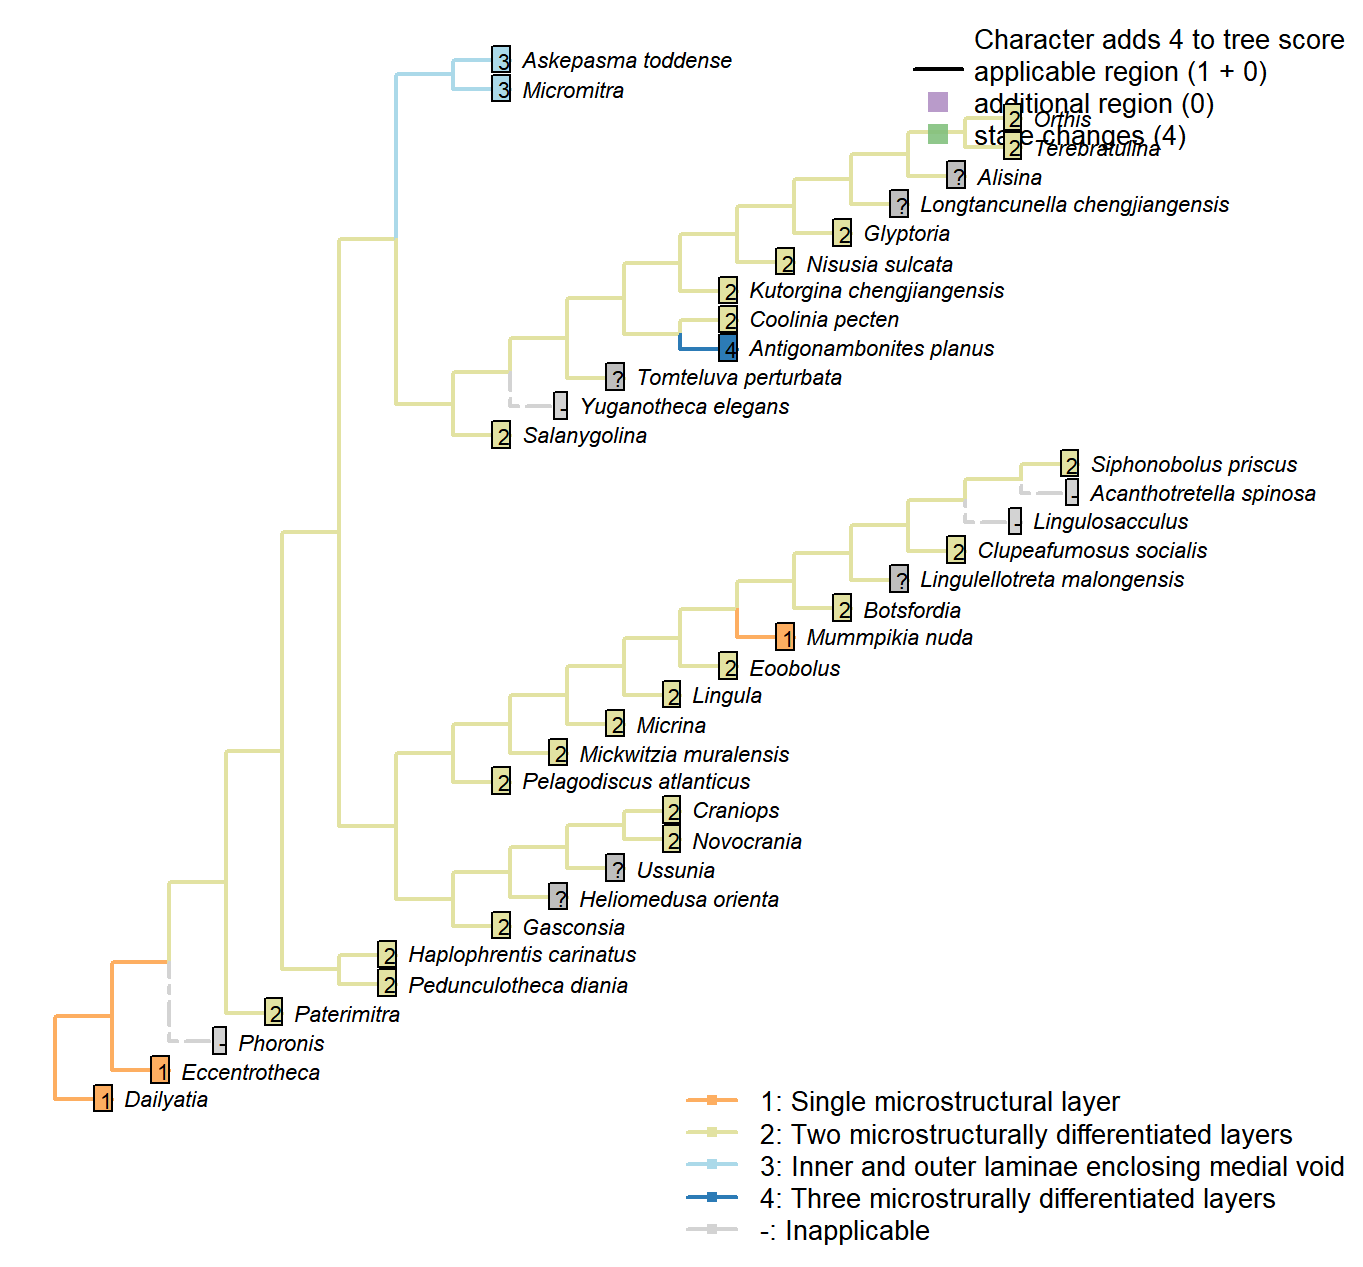 Character adds 4 to tree score
applicable region (1 + 0)
additional region (0)
state changes (4)
3 Askepasma toddense
3 Micromitra
2 Orthis
2 Terebratulina
? Alisina
? Longtancunella chengjiangensis
2 Glyptoria
2 Nisusia sulcata
2 Kutorgina chengjiangensis
2 Coolinia pecten
4 Antigonambonites planus
? Tomteluva perturbata
- Yuganotheca elegans
2 Salanygolina
2 Siphonobolus priscus
- Acanthotretella spinosa
- Lingulosacculus
2 Clupeafumosus socialis
? Lingulellotreta malongensis
2 Botsfordia
1 Mummpikia nuda
2 Eoobolus
2 Lingula
2 Micrina
2 Mickwitzia muralensis
2 Pelagodiscus atlanticus
2 Craniops
2 Novocrania
? Ussunia
? Heliomedusa orienta
2 Gasconsia
2 Haplophrentis carinatus
2 Pedunculotheca diania
2 Paterimitra
- Phoronis
1 Eccentrotheca
1 Dailyatia
1: Single microstructural layer
2: Two microstructurally differentiated layers
3: Inner and outer laminae enclosing medial void
4: Three microstrurally differentiated layers
-: Inapplicable